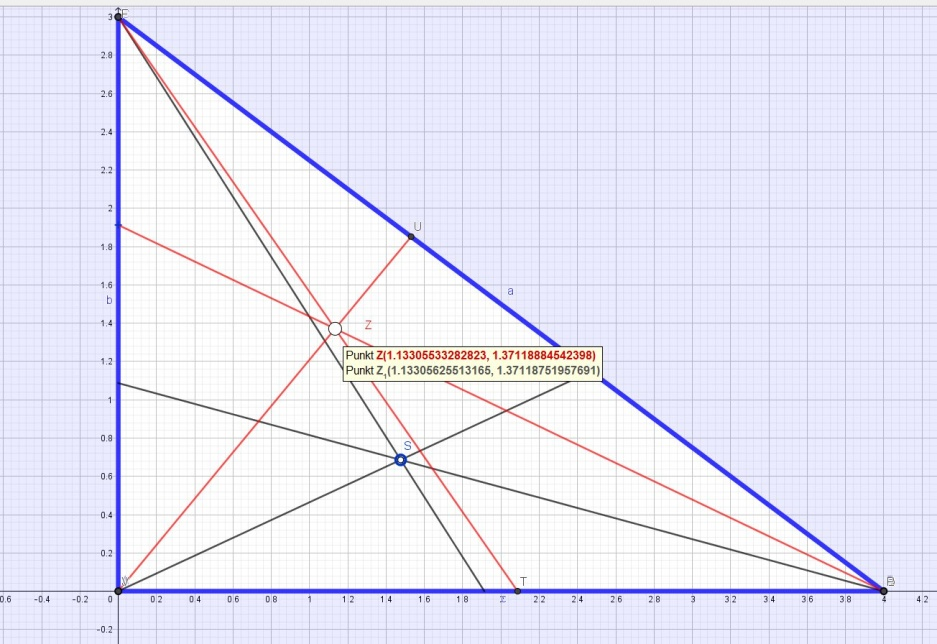 3
2.8
2.6
2.4
2.2
2
U
1.8
a
1.6
b
1.4
Z
Punkt Z(1.13305533282823, 1.37118884542398)
Punkt Z₁(1.13305625513165, 1.37118751957691)
1.2
1
0.8
S
0.6
0.4
0.2
T
0.6 -0.4 -0.2 0 0.2 0.4 0.6 0.8 1 1.2 1.4 1.6 1.8 2.2 2.4 2.6 2.8 3 3.2 3.4 3.6 3.8 4 4.2
-0.2